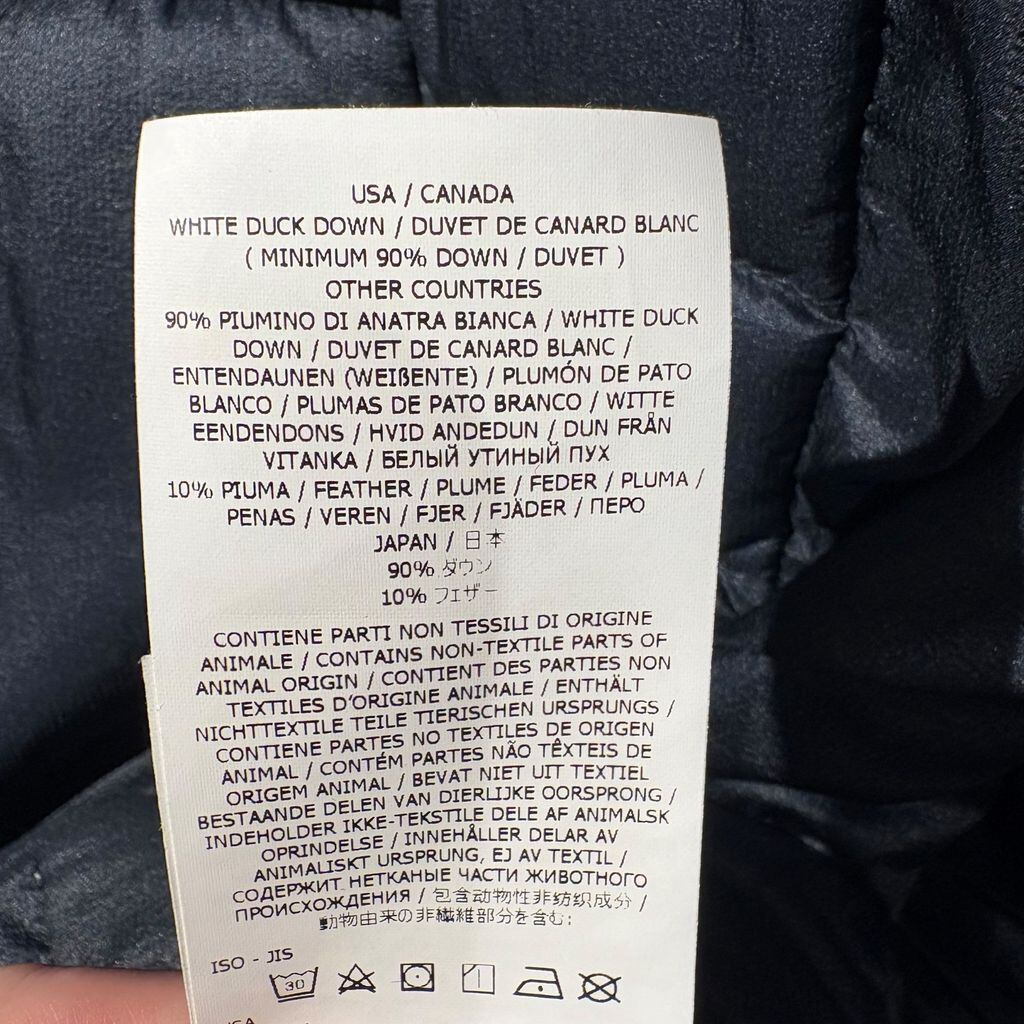 USA / CANADA
WHITE DUCK DOWN / DUVET DE CANARD BLANC
( MINIMUM 90% DOWN / DUVET )
OTHER COUNTRIES
90% PIUMINO DI ANATRA BIANCA / WHITE DUCK
DOWN / DUVET DE CANARD BLANC /
ENTENDAUNEN (WEIßENTE) / PLUMÓN DE PATO
BLANCO / PLUMAS DE PATO BRANCO / WITTE
EENDENDONS / HVID ANDEDUN / DUN FRÅN
VITANKA / БЕЛЫЙ УТИНЫЙ ПУХ
10% PIUMA / FEATHER / PLUME / FEDER / PLUMA /
PENAS / VEREN / FJER / FJÄDER / ПЕРО
JAPAN / 日本
90% ダウン
10% フェザー
CONTIENE PARTI NON TESSILI DI ORIGINE
ANIMALE / CONTAINS NON-TEXTILE PARTS OF
ANIMAL ORIGIN / CONTIENT DES PARTIES NON
TEXTILES D'ORIGINE ANIMALE / ENTHÄLT
NICHTTEXTILE TEILE TIERISCHEN URSPRUNGS /
CONTIENE PARTES NO TEXTILES DE ORIGEN
ANIMAL / CONTÉM PARTES NÃO TÊXTEIS DE
ORIGEM ANIMAL / BEVAT NIET UIT TEXTIEL
BESTAANDE DELEN VAN DIERLIJKE OORSPRONG /
INDEHOLDER IKKE-TEKSTILE DELE AF ANIMALSK
OPRINDELSE / INNEHÅLLER DELAR AV
ANIMALISKT URSPRUNG, EJ AV TEXTIL /
СОДЕРЖИТ НЕТКАНЫЕ ЧАСТИ ЖИВОТНОГО
ПРОИСХОЖДЕНИЯ / 包含动物性非纺织成分 /
動物由来の非繊維部分を含む:
ISO - JIS
30